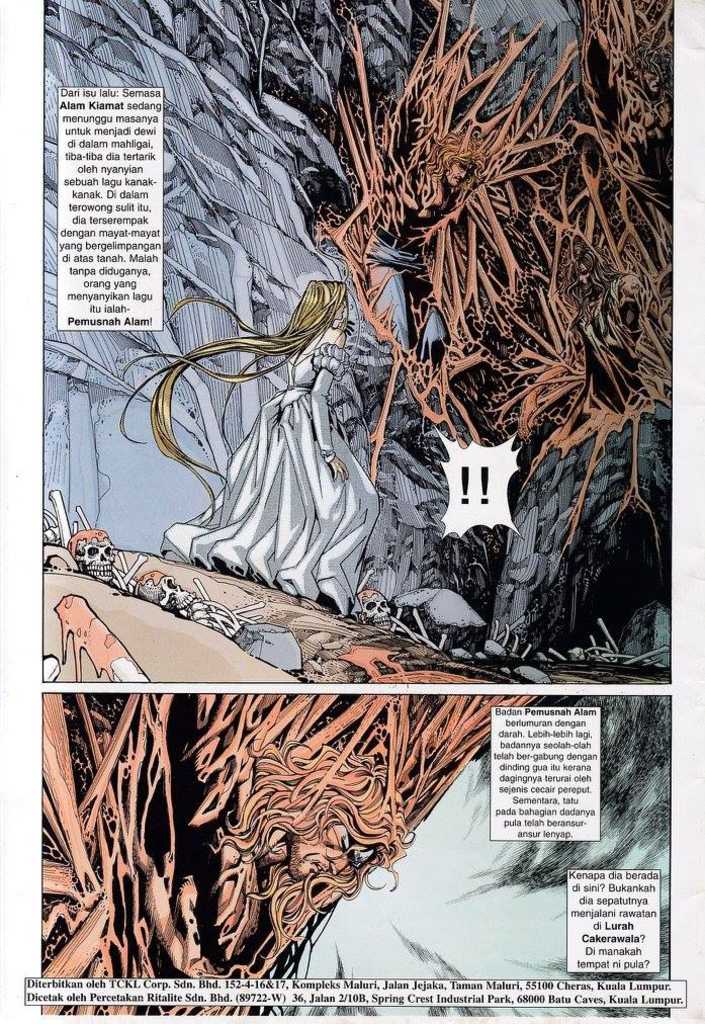 Dari isu lalu: Semasa
Alam Kiamat sedang
menunggu masanya
untuk menjadi dewi
di dalam mahligai,
tiba-tiba dia tertarik
oleh nyanyian
sebuah lagu kanak-
kanak. Di dalam
terowong sulit itu,
dia terserempak
dengan mayat-mayat
yang bergelimpangan
di atas tanah. Malah
tanpa diduganya,
orang yang
menyanyikan lagu
itu ialah-
Pemusnah Alam!
!!
Badan Pemusnah Alam
berlumuran dengan
darah. Lebih-lebih lagi,
badannya seolah-olah
telah ber-gabung dengan
dinding gua itu kerana
dagingnya terurai oleh
sejenis cecair pereput.
Sementara, tatu
pada bahagian dadanya
pula telah beransur-
ansur lenyap.
Kenapa dia berada
di sini? Bukankah
dia sepatutnya
menjalani rawatan
di Lurah
Cakerawala?
Di manakah
tempat ni pula?
Diterbitkan oleh TCKL Corp. Sdn. Bhd. 152-4-16&17, Kompleks Maluri, Jalan Jejaka, Taman Maluri, 55100 Cheras, Kuala Lumpur.
Dicetak oleh Percetakan Ritalite Sdn. Bhd. (89722-W) 36, Jalan 2/10B, Spring Crest Industrial Park, 68000 Batu Caves, Kuala Lumpur.